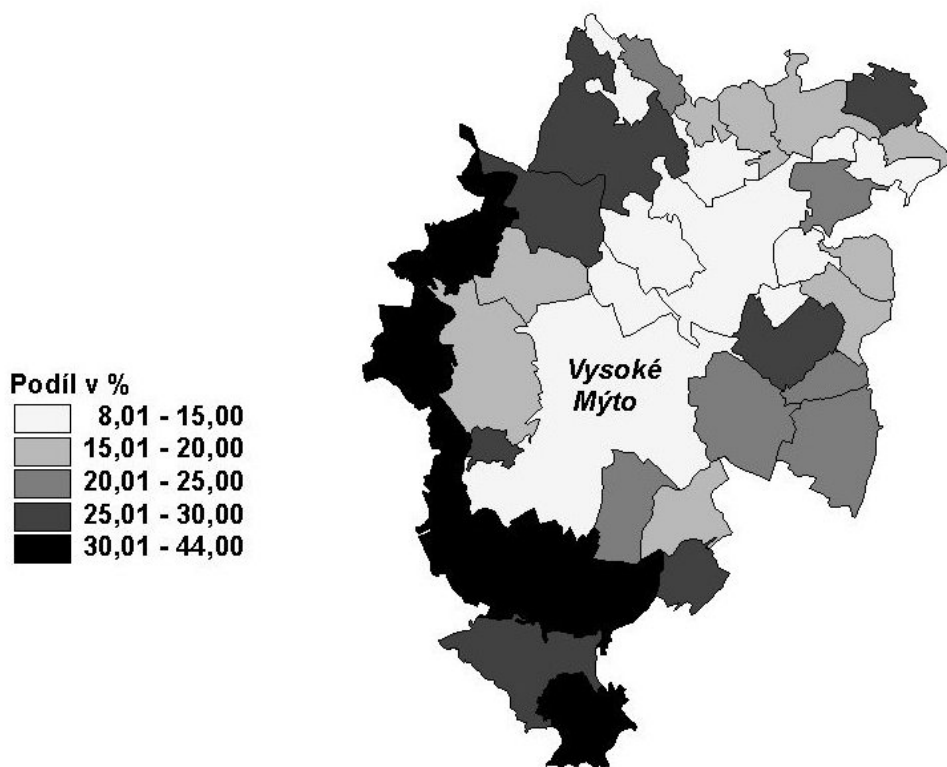 Vysoké
Mýto
Podíl v %
8,01 - 15,00
15,01 - 20,00
20,01 - 25,00
25,01 - 30,00
30,01 - 44,00